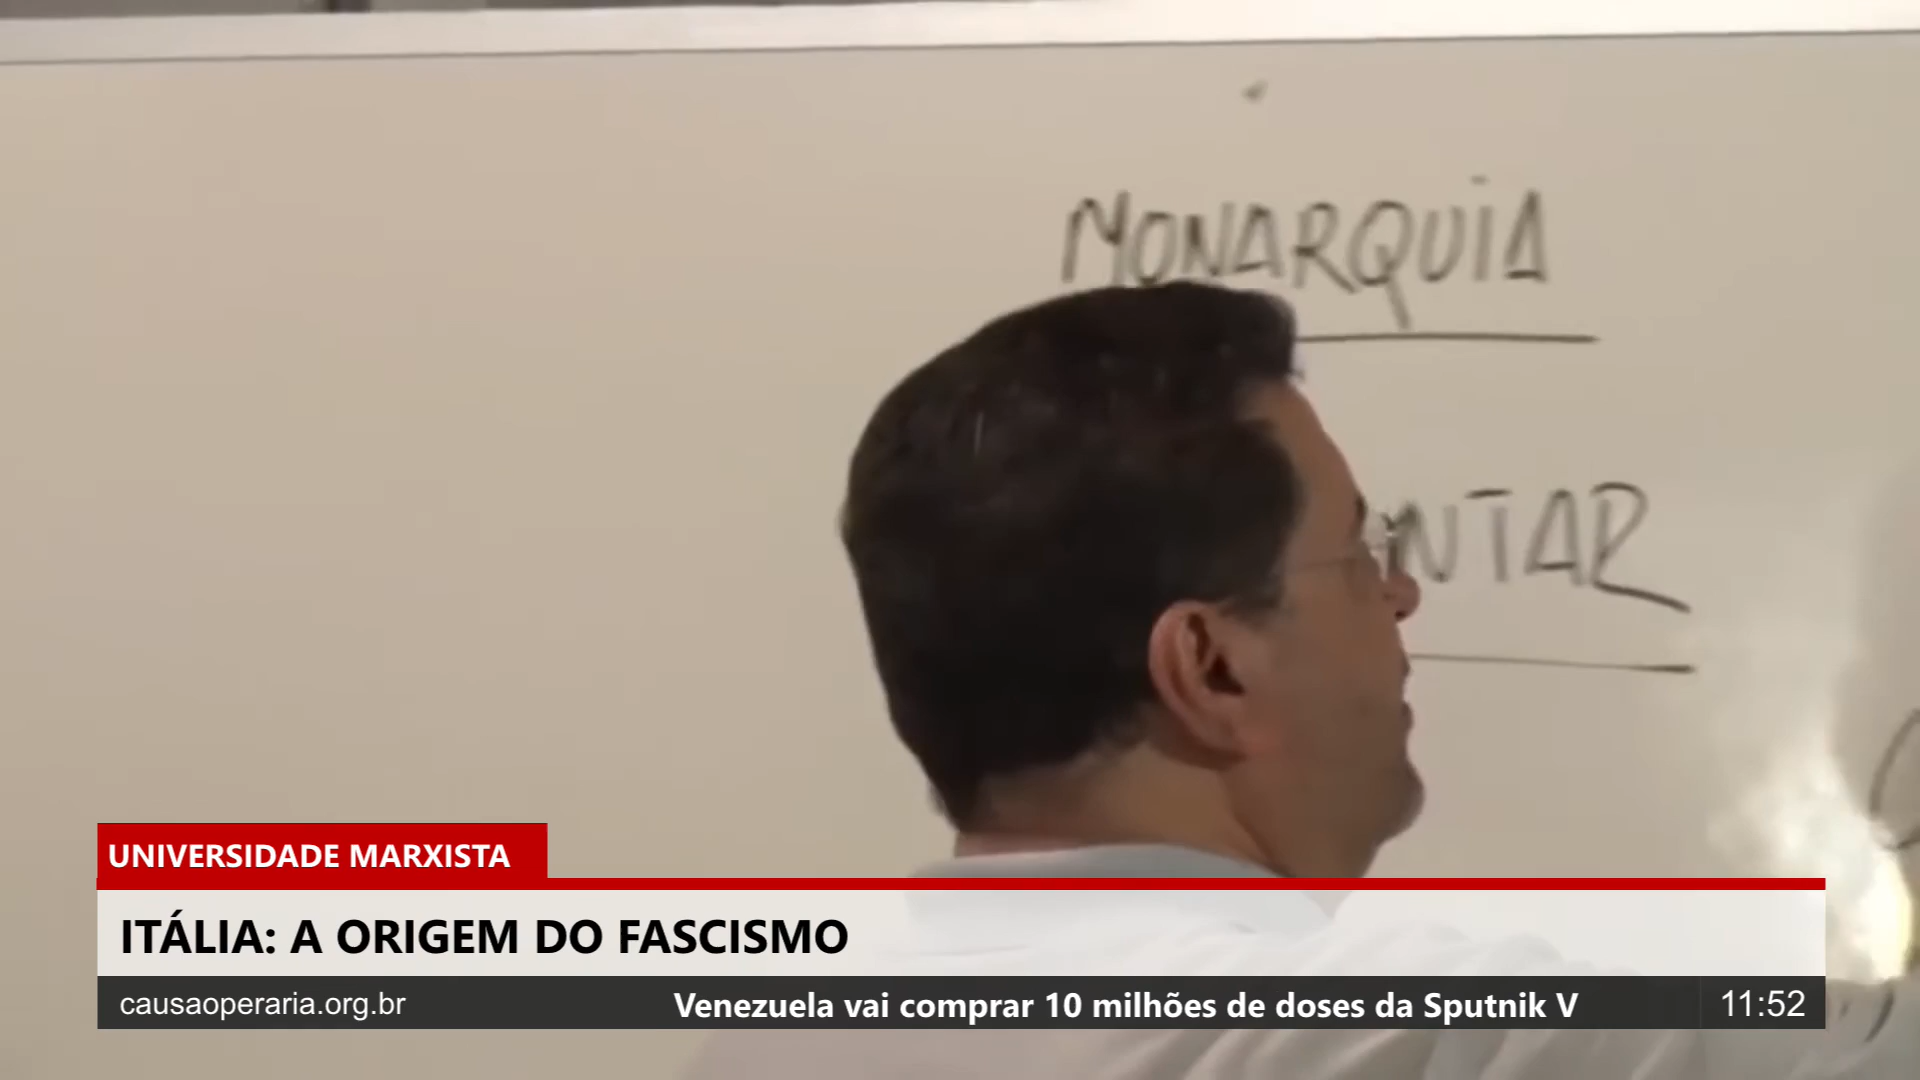 MONARQUIA
NTAR
UNIVERSIDADE MARXISTA
ITÁLIA: A ORIGEM DO FASCISMO
causaoperaria.org.br
Venezuela vai comprar 10 milhões de doses da Sputnik V
11:52